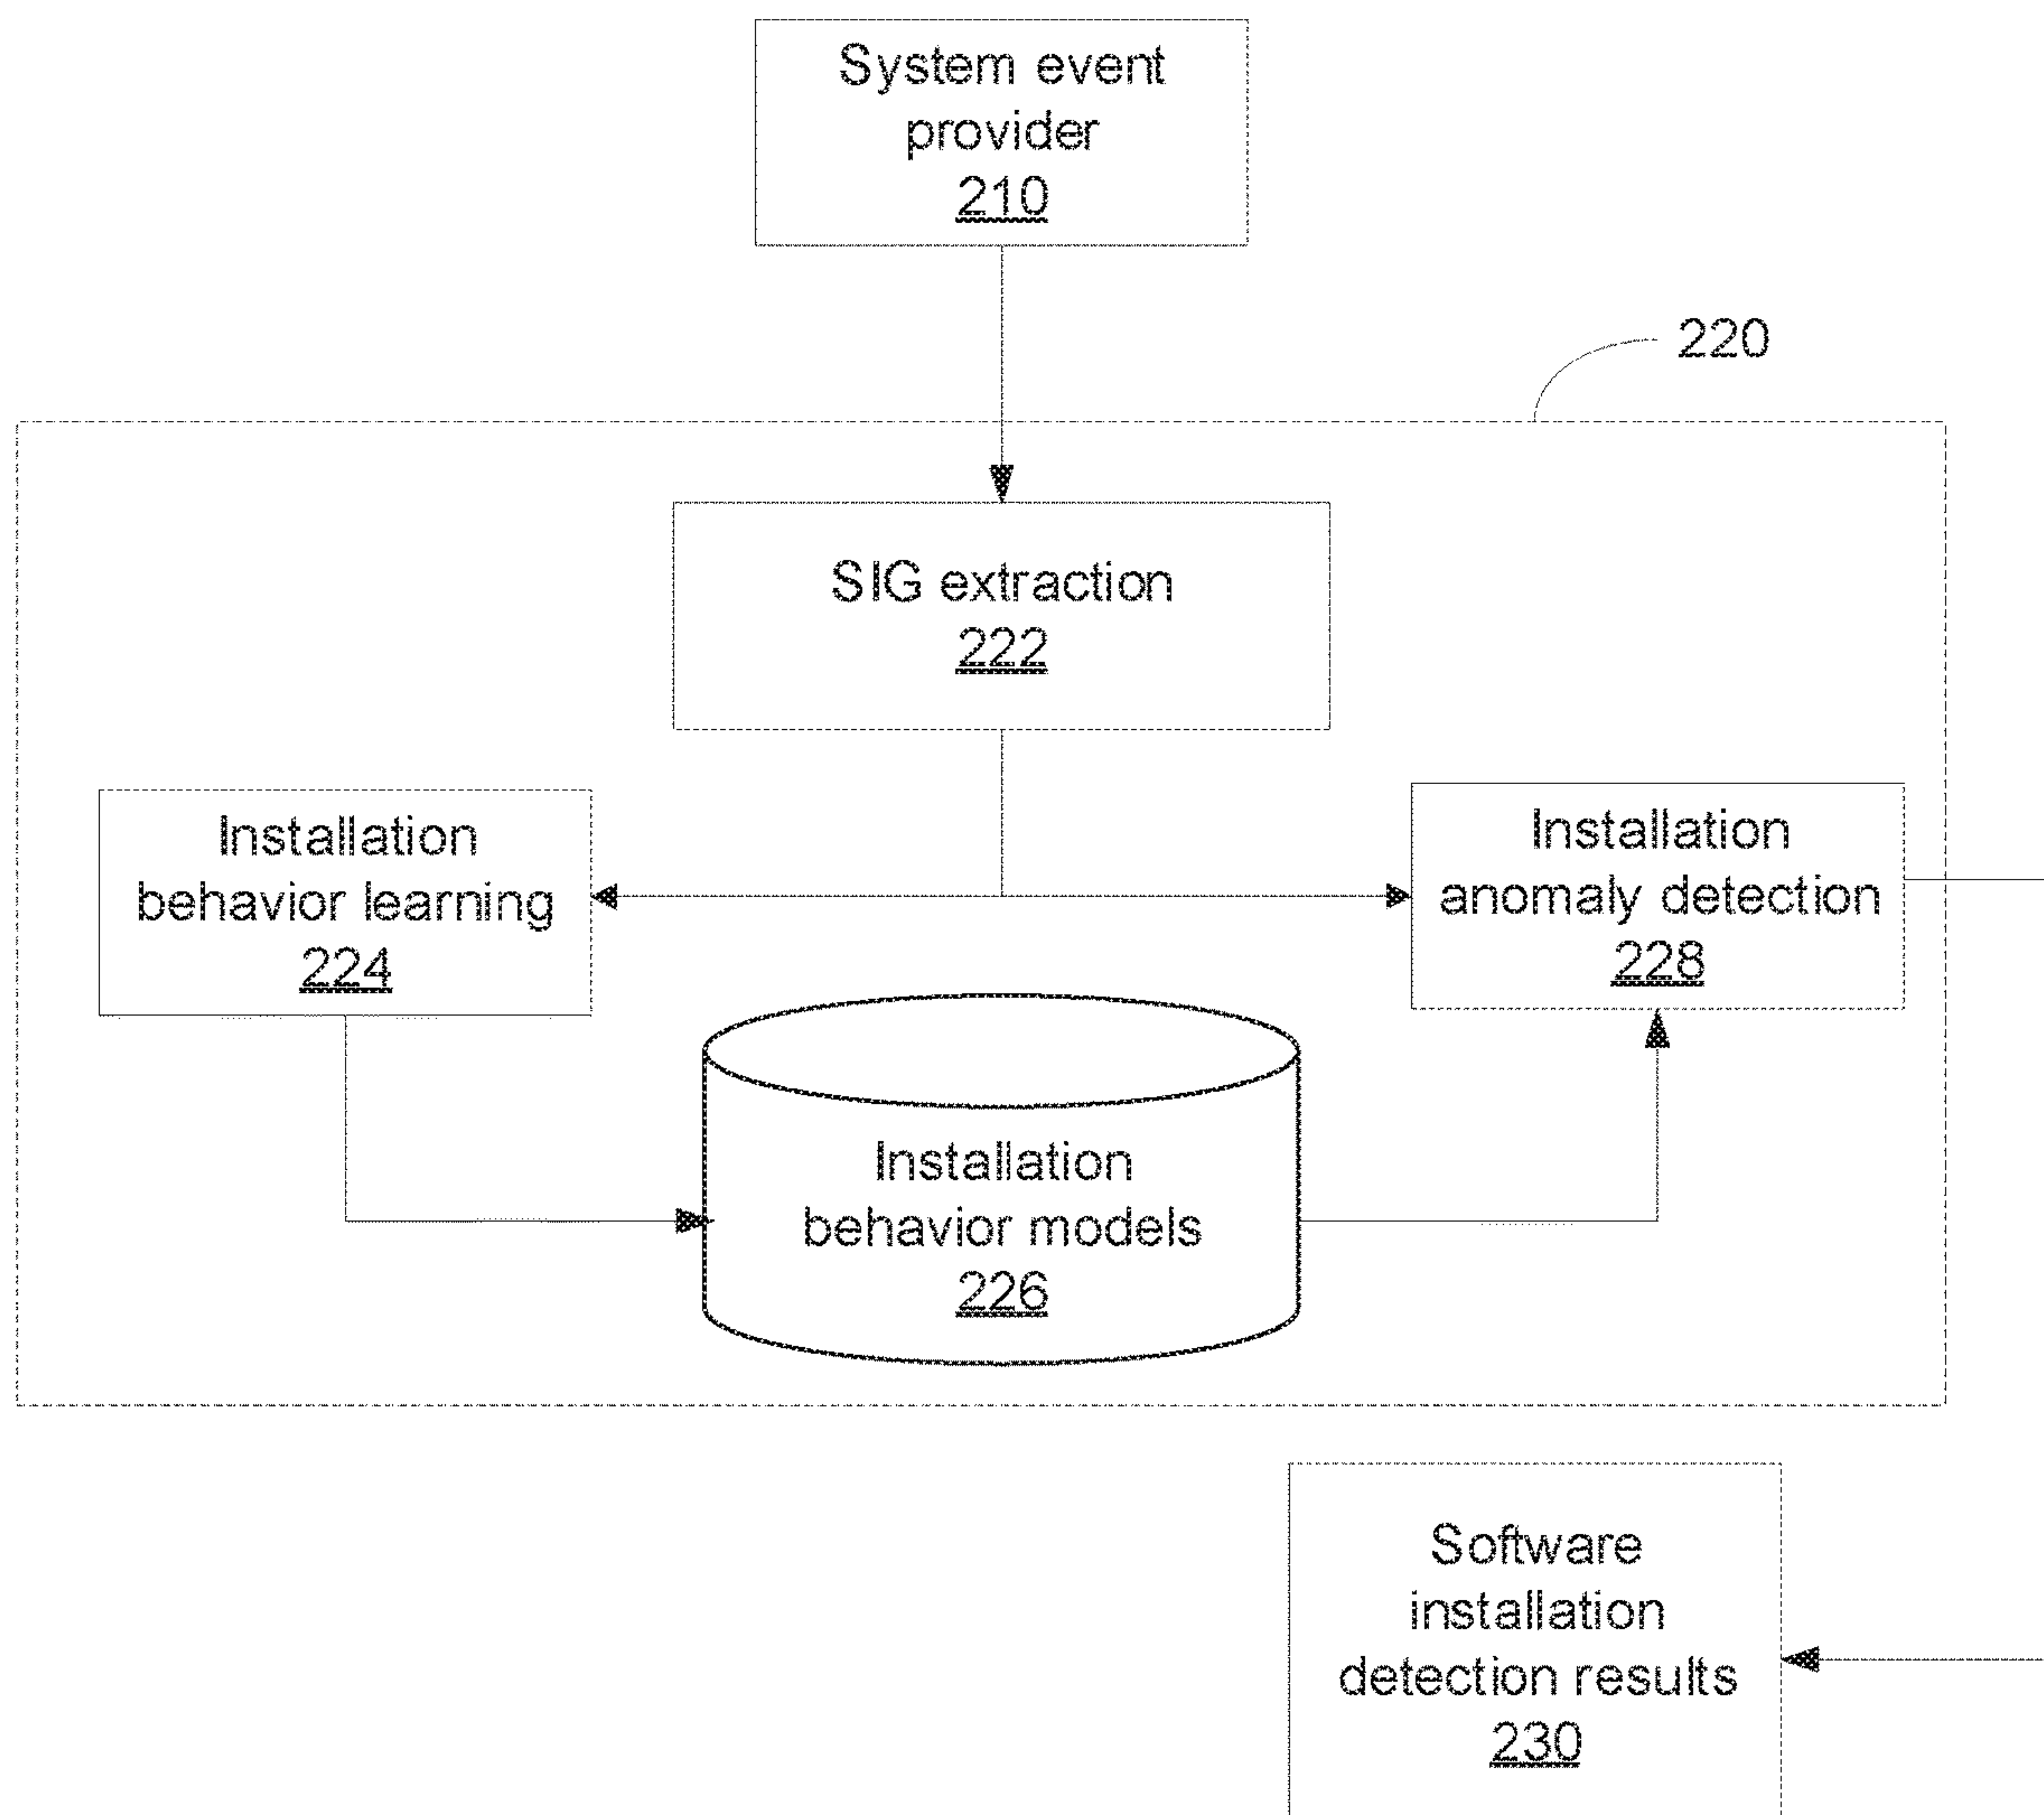 System event
provider
210
220
SIG extraction
222
Installation
behavior learning
224
Installation
anomaly detection
228
Installation
behavior models
226
Software
installation
detection results
230